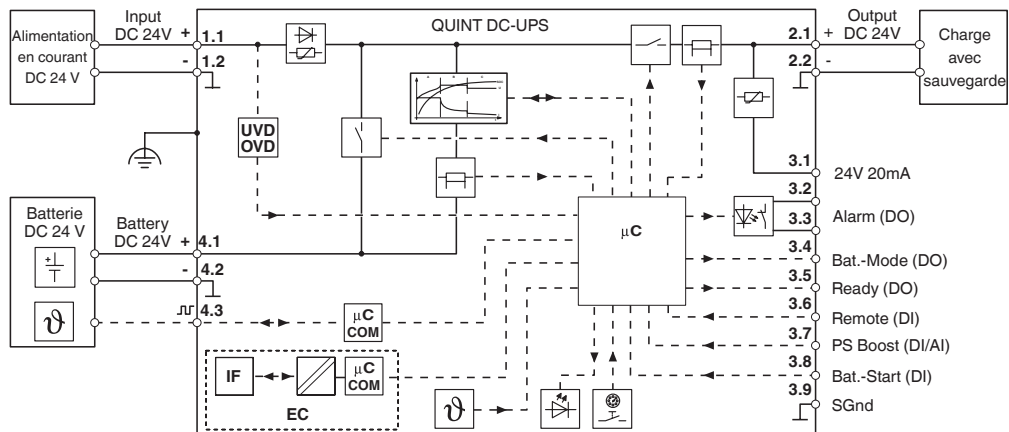 Input
DC 24V
+
1.1
-
1.2
QUINT DC-UPS
2.1
+
2.2
-
Output
DC 24V
Alimentation
en courant
DC 24 V
Charge
avec
sauvegarde
UVD
OVD
3.1
24V 20mA
3.2
3.3
Alarm (DO)
3.4
Bat.-Mode (DO)
3.5
Ready (DO)
3.6
Remote (DI)
3.7
PS Boost (DI/AI)
3.8
Bat.-Start (DI)
3.9
SGnd
µC
Batterie
DC 24 V
+
ϑ
Battery
DC 24V
+
4.1
-
4.2
4.3
µC
COM
IF
µC
COM
EC
ϑ